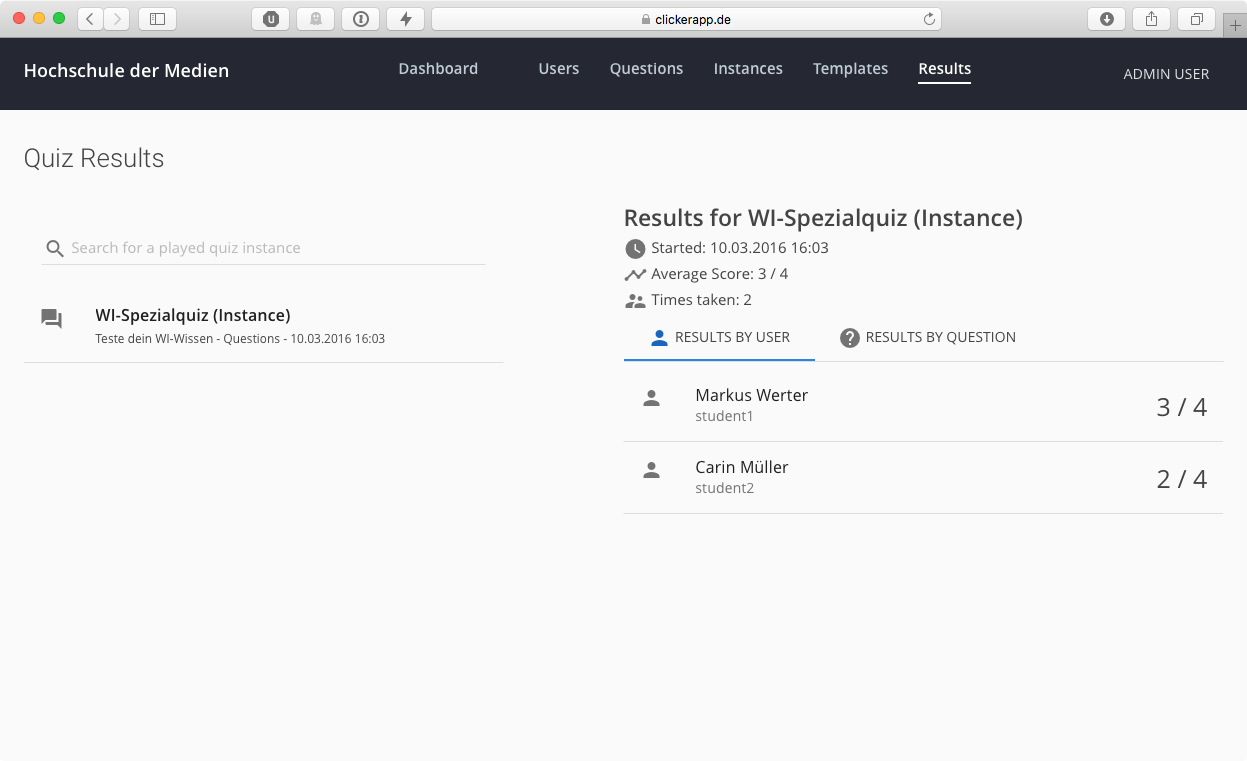 clickerapp.de
Hochschule der Medien
Dashboard Users Questions Instances Templates Results
ADMIN USER
Quiz Results
Search for a played quiz instance
WI-Spezialquiz (Instance)
Teste dein WI-Wissen - Questions - 10.03.2016 16:03
Results for WI-Spezialquiz (Instance)
Started: 10.03.2016 16:03
Average Score: 3 / 4
Times taken: 2
RESULTS BY USER RESULTS BY QUESTION
Markus Werter
student1
3 / 4
Carin Müller
student2
2 / 4